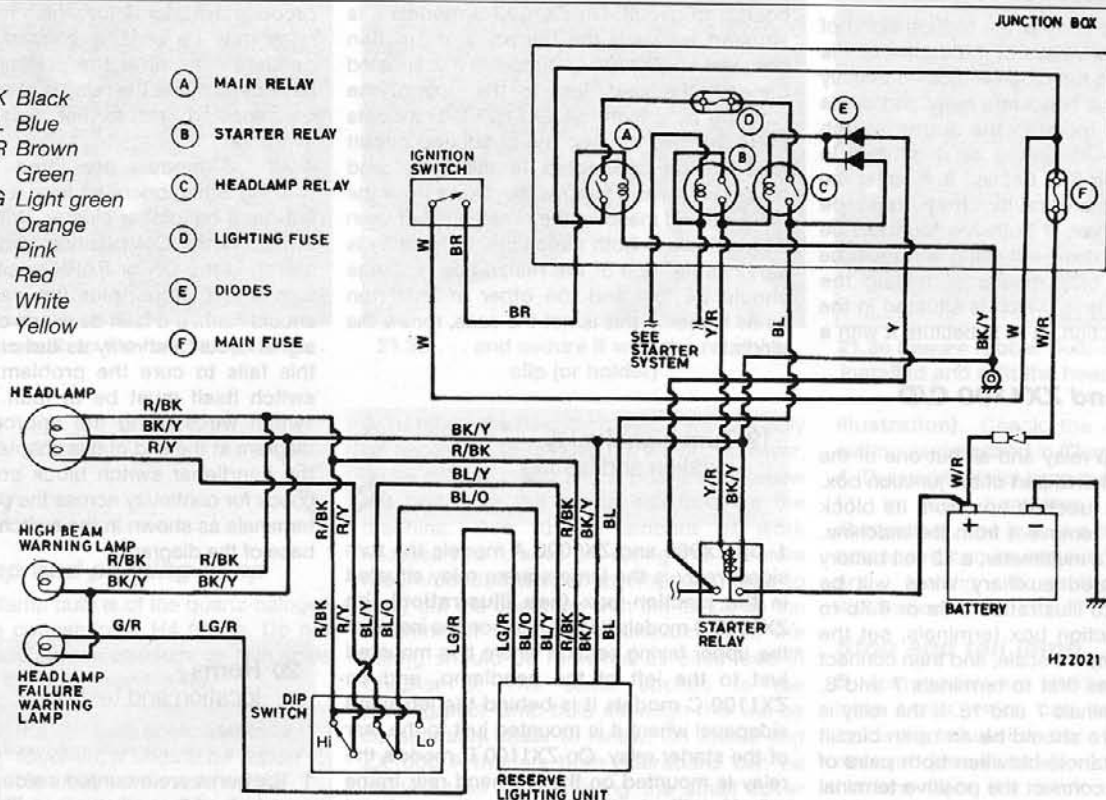 JUNCTION BOX
K Black
L Blue
R Brown
Green
G Light green
Orange
Pink
Red
White
Yellow
A MAIN RELAY
B STARTER RELAY
C HEADLAMP RELAY
D LIGHTING FUSE
E DIODES
F MAIN FUSE
IGNITION
SWITCH
A
D
B
C
E
F
W
BR
BR
W
SEE
STARTER
SYSTEM
Y/R
BL
Y
BK/Y
W
W/R
HEADLAMP
R/BK
BK/Y
R/Y
BK/Y
R/BK
BL/Y
BL/O
R/BK
R/Y
R/BK
BK/Y
BL
Y/R
BK/Y
W/R
HIGH BEAM
WARNING LAMP
R/BK
BK/Y
R/BK
BK/Y
G/R
LG/R
HEADLAMP
FAILURE
WARNING
LAMP
R/BK
R/Y
BL/Y
BL/O
LG/R
G/R
BL/O
BL/Y
R/BK
BK/Y
BL
STARTER
RELAY
+
−
BATTERY
H22021
DIP
SWITCH
Hi
Lo
LG/R
RESERVE
LIGHTING UNIT